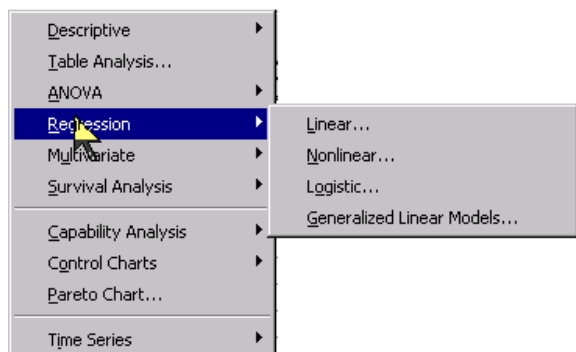 Descriptive
Table Analysis...
ANOVA
Regression
Multivariate
Survival Analysis
Capability Analysis
Control Charts
Pareto Chart...
Time Series
Linear...
Nonlinear...
Logistic...
Generalized Linear Models...